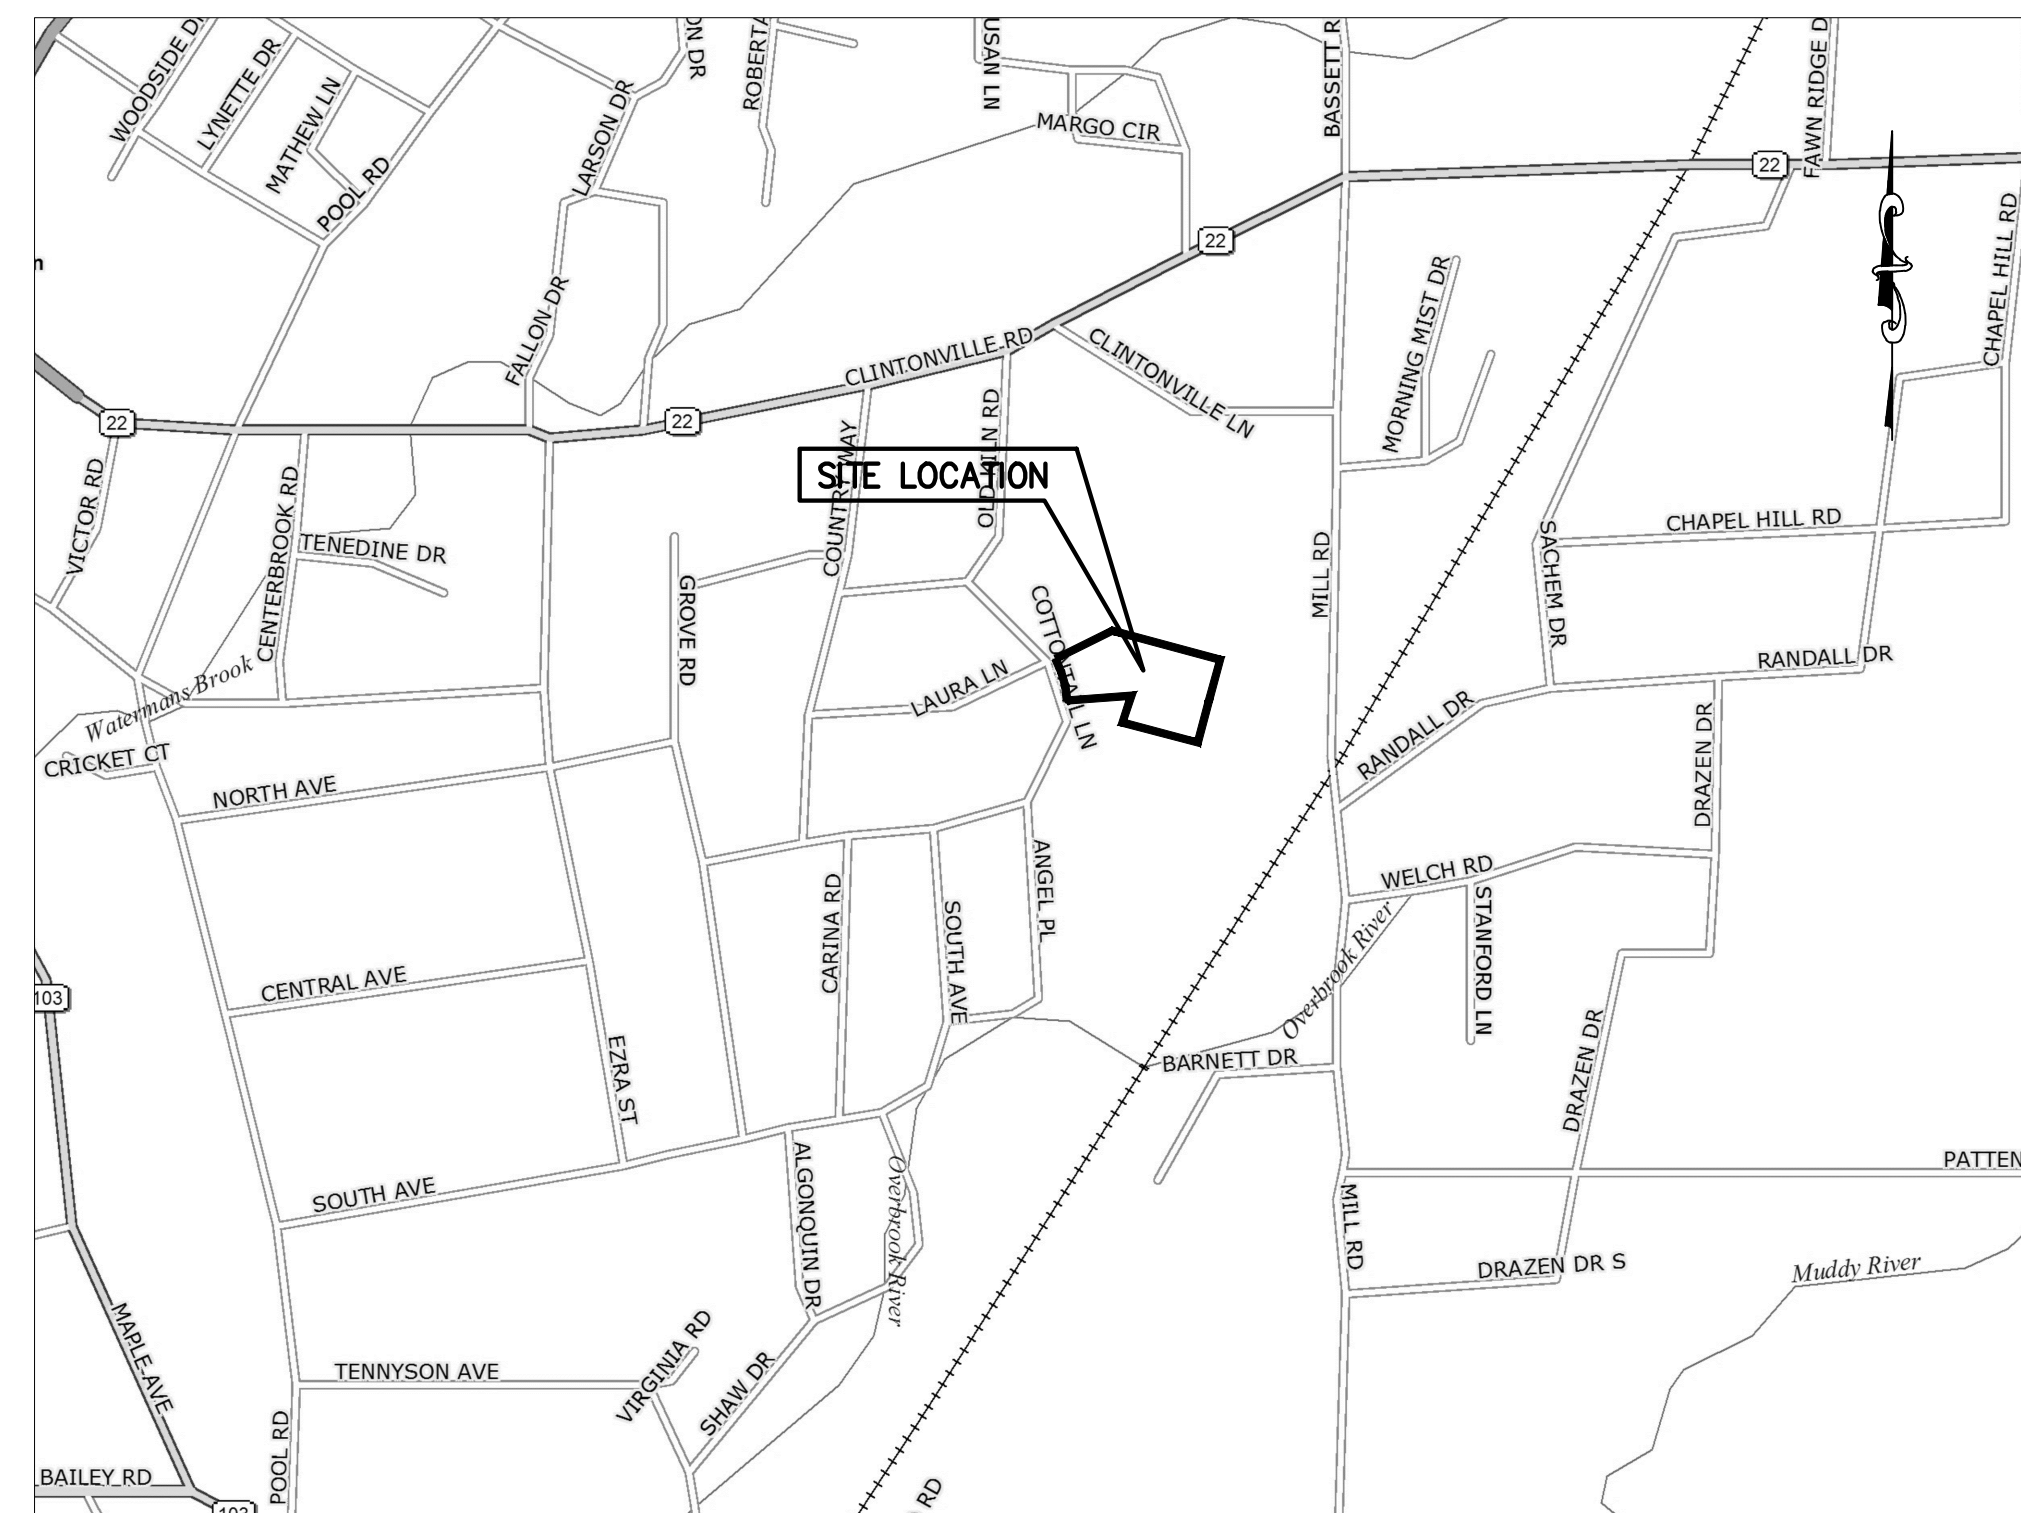 WOODSIDE DR
LYNETTE DR
MATHEW LN
POOL RD
LARSON DR
ON DR
ROBERTA
USAN LN
MARGO CIR
BASSETT R
22
FAWN RIDGE D
CHAPEL HILL RD
22
n
FALLON DR
CLINTONVILLE RD
CLINTONVILLE LN
MORNING MIST DR
22
22
VICTOR RD
CENTERBROOK RD
TENEDINE DR
COUNTRY WAY
OLD KILN RD
SITE LOCATION
GROVE RD
COTTONTAIL LN
LAURA LN
MILL RD
SACHEM DR
CHAPEL HILL RD
RANDALL DR
RANDALL DR
DRAZEN DR
Watermans Brook
CRICKET CT
NORTH AVE
CARINA RD
SOUTH AVE
ANGEL PL
WELCH RD
STANFORD LN
Overbrook River
103
CENTRAL AVE
EZRA ST
BARNETT DR
DRAZEN DR
PATTEN
SOUTH AVE
ALGONQUIN DR
Overbrook River
MILL RD
DRAZEN DR S
Muddy River
MAPLE AVE
TENNYSON AVE
VIRGINIA RD
SHAW DR
POOL RD
BAILEY RD
103
RD